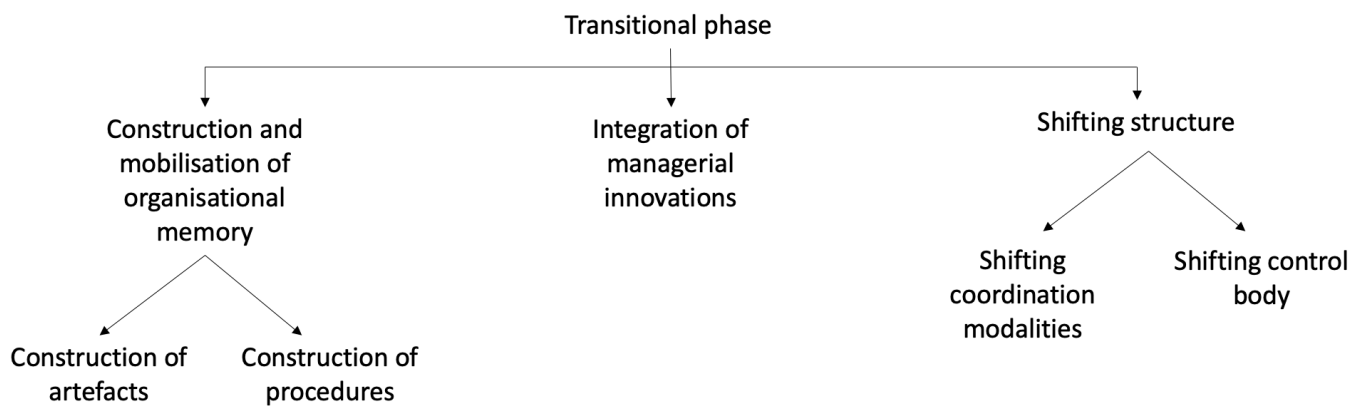 Transitional phase
Construction and
mobilisation of
organisational
memory
Integration of
managerial
innovations
Shifting structure
Construction of
artefacts
Construction of
procedures
Shifting
coordination
modalities
Shifting control
body